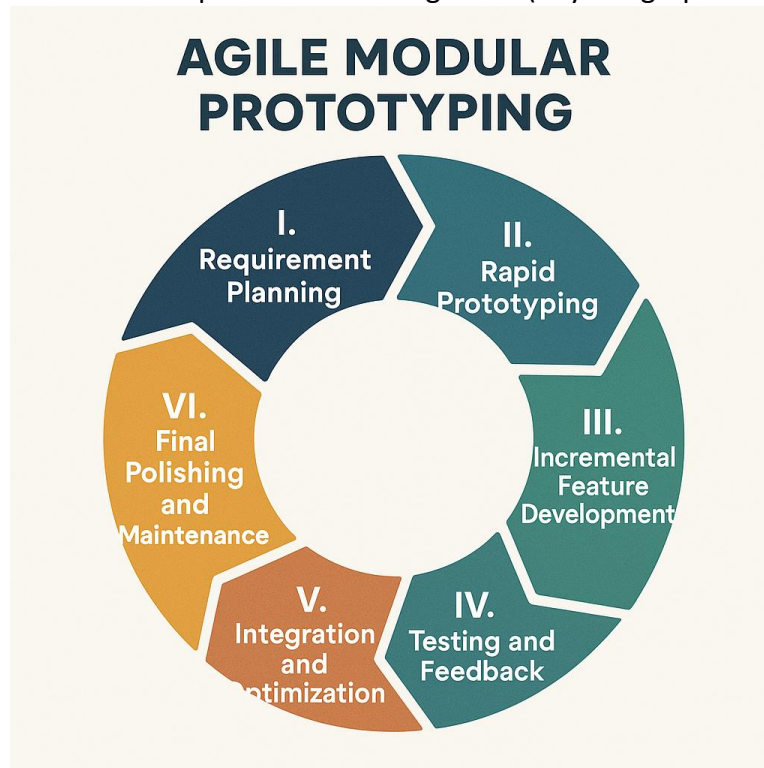 AGILE MODULAR
PROTOTYPING
I.
Requirement
Planning
II.
Rapid
Prototyping
III.
Incremental
Feature
Development
IV.
Testing and
Feedback
V.
Integration
and
Optimization
VI.
Final
Polishing
and
Maintenance